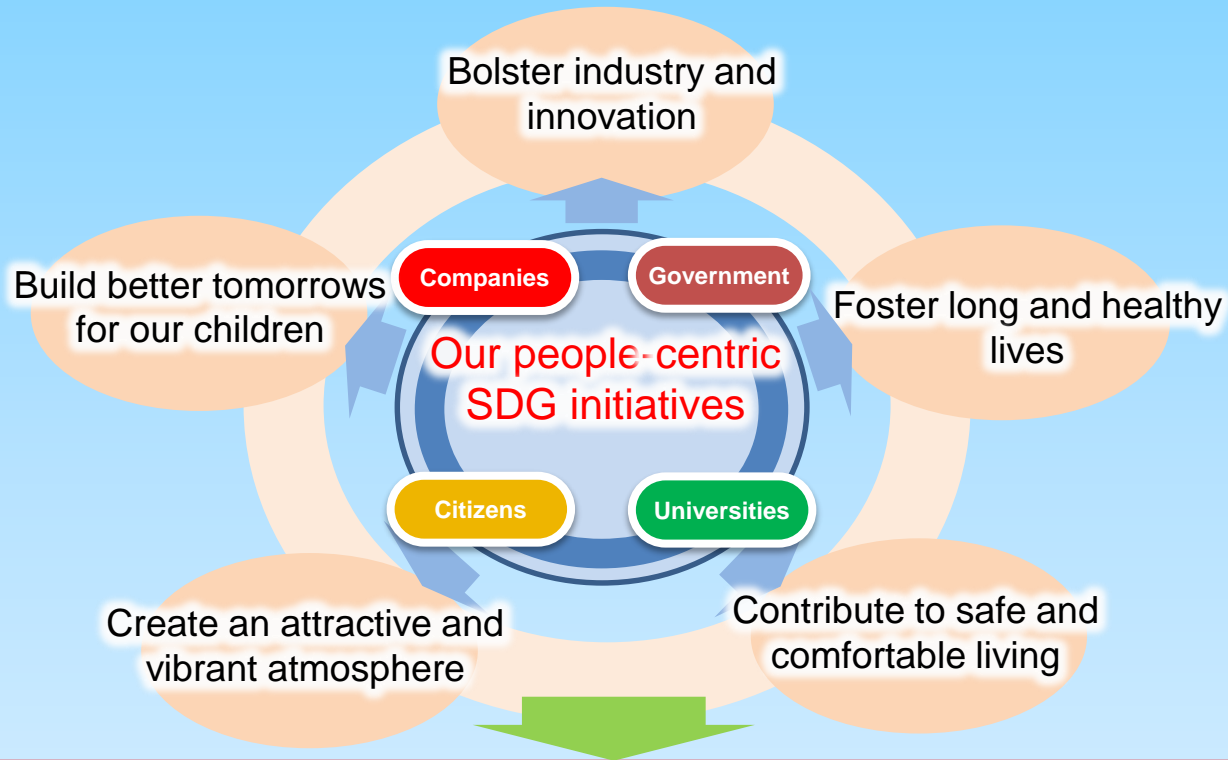 Bolster industry and
innovation
Companies
Government
Build better tomorrows
for our children
Foster long and healthy
lives
Our people-centric
SDG initiatives
Citizens
Universities
Create an attractive and
vibrant atmosphere
Contribute to safe and
comfortable living